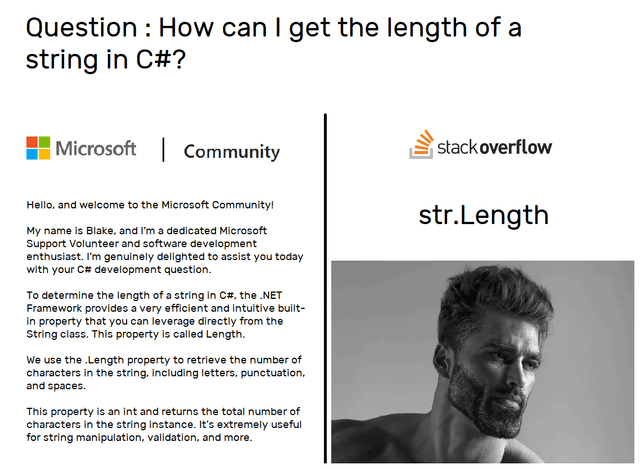 Question : How can I get the length of a
string in C#?
Microsoft | Community
Hello, and welcome to the Microsoft Community!
My name is Blake, and I'm a dedicated Microsoft
Support Volunteer and software development
enthusiast. I'm genuinely delighted to assist you today
with your C# development question.
To determine the length of a string in C#, the .NET
Framework provides a very efficient and intuitive built-
in property that you can leverage directly from the
String class. This property is called Length.
We use the .Length property to retrieve the number of
characters in the string, including letters, punctuation,
and spaces.
This property is an int and returns the total number of
characters in the string instance. It's extremely useful
for string manipulation, validation, and more.
stackoverflow
str.Length